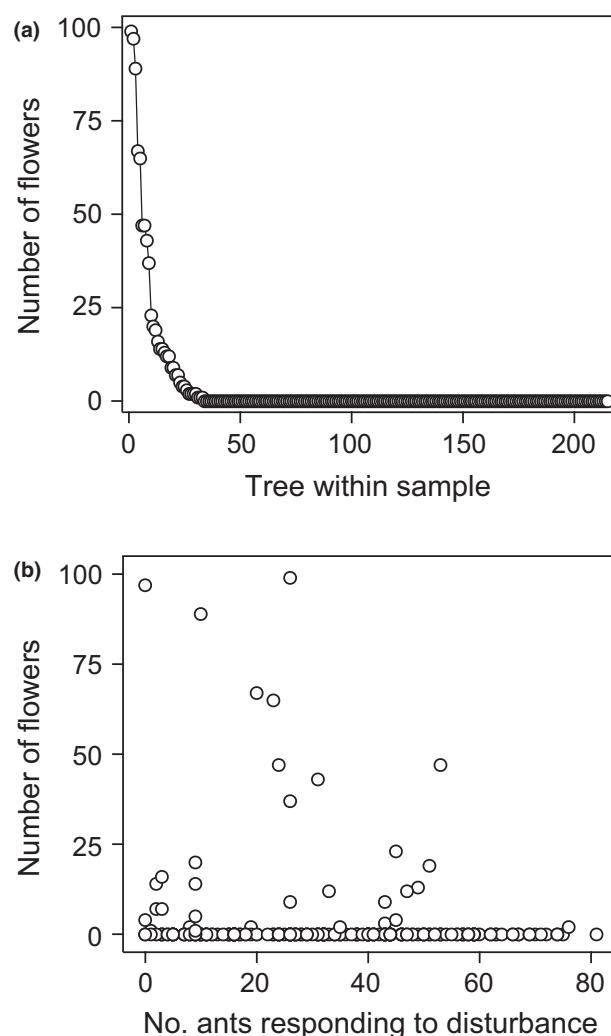 (a)
Number of flowers
100
75
50
25
0
0 50 100 150 200
Tree within sample
(b)
Number of flowers
100
75
50
25
0
0 20 40 60 80
No. ants responding to disturbance